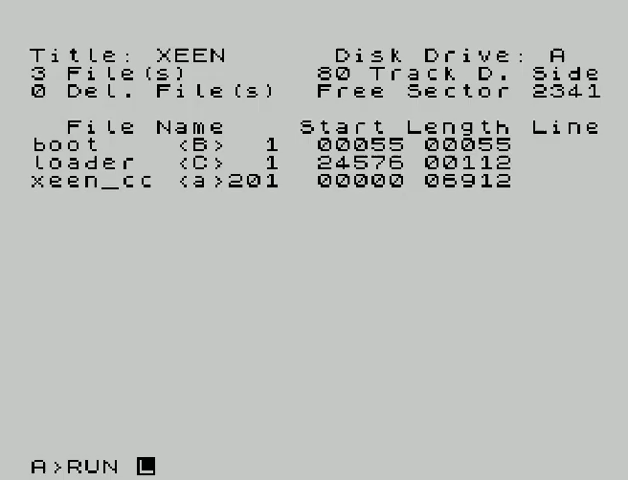 Title: XEEN Disk Drive: A
3 File(s) 80 Track D. Side
0 Del. File(s) Free Sector 2341
File Name Start Length Line
boot <B> 1 00055 00055
loader <C> 1 24576 00112
xeen_cc <a>201 00000 06912
A>RUN L